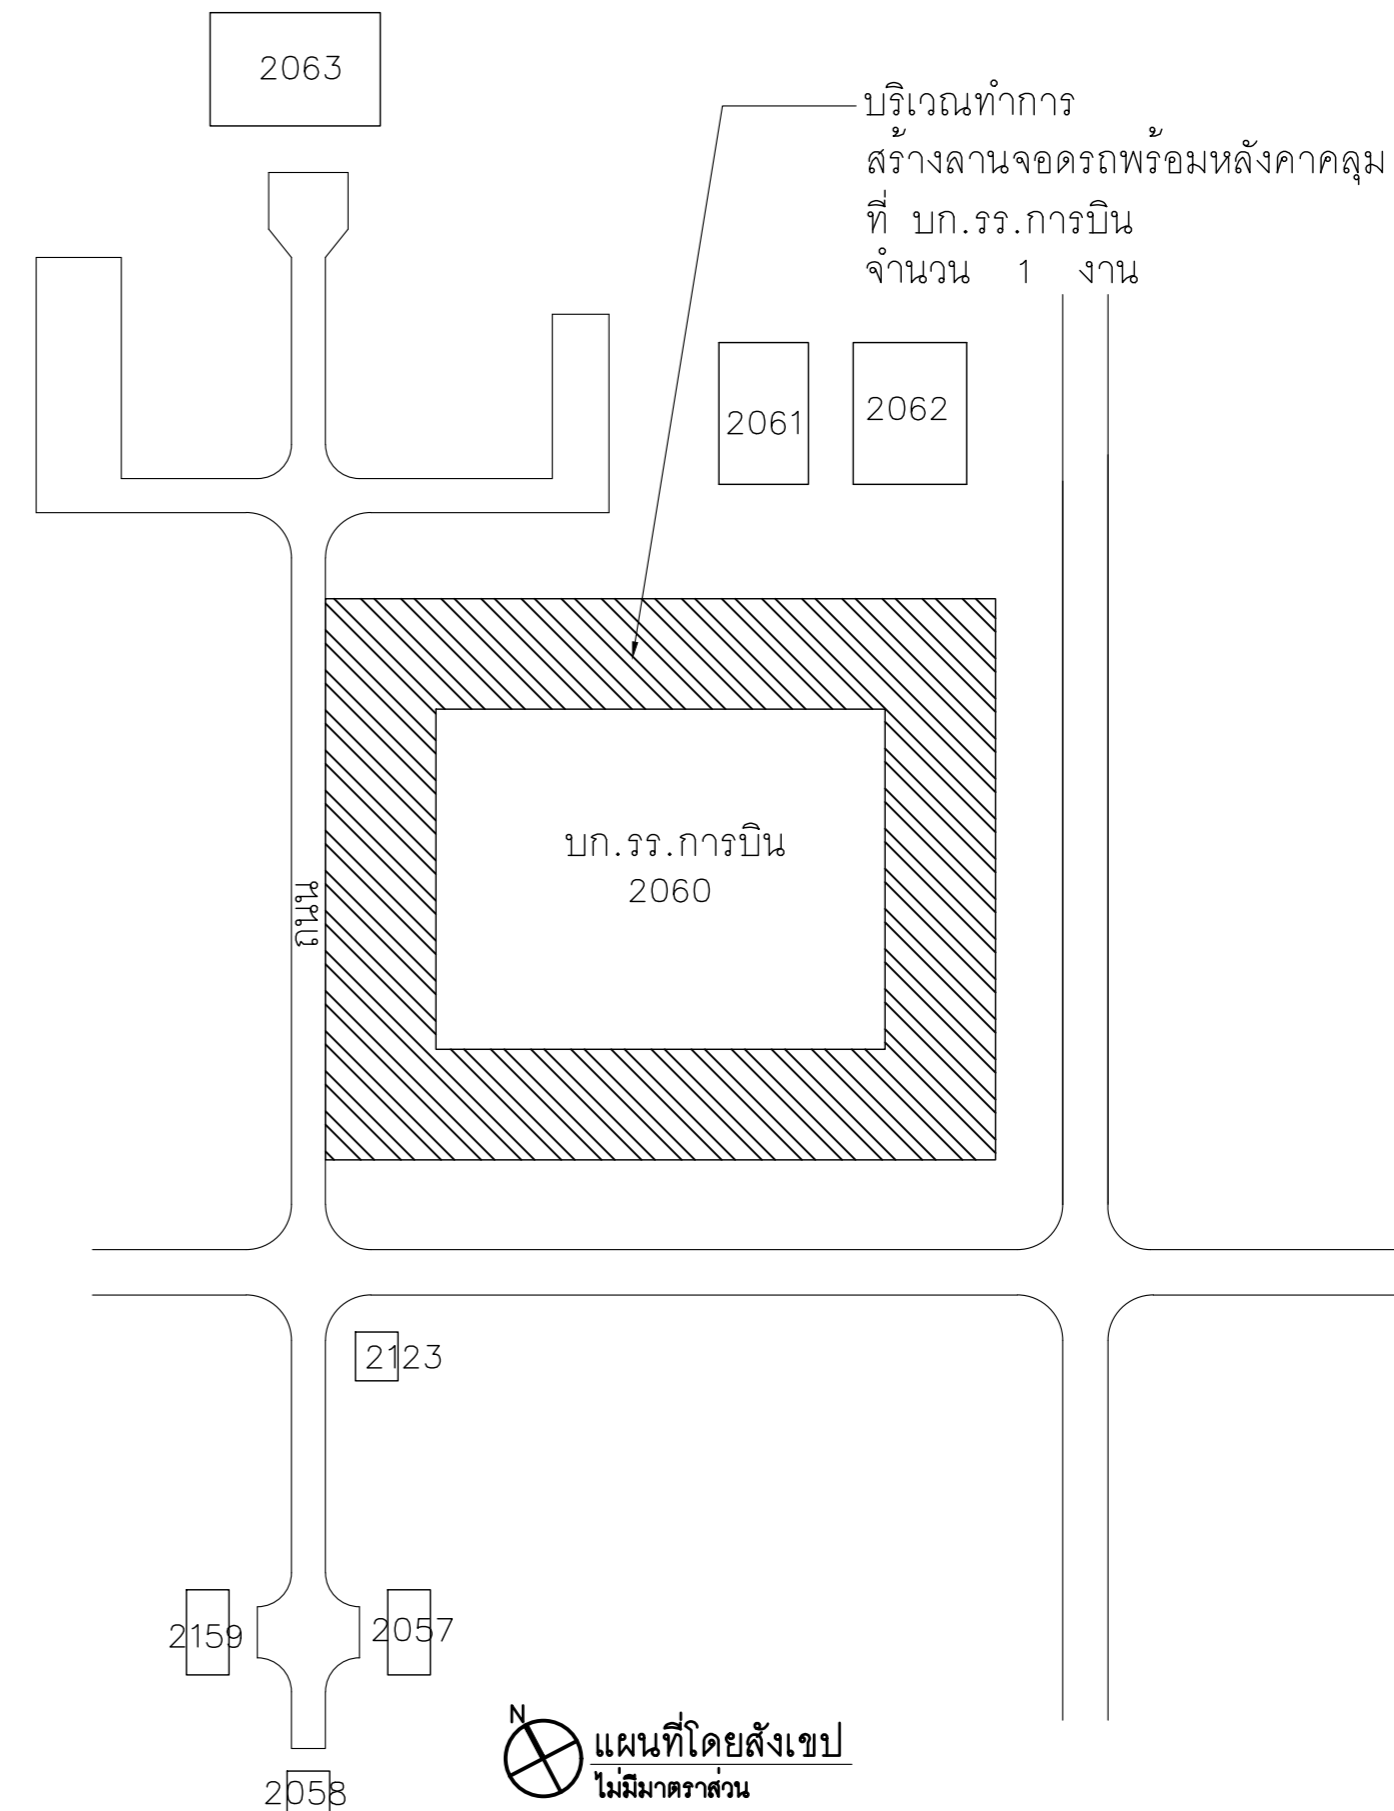 2063
บริเวณทำการ
สร้างลานจอดรถพร้อมหลังคาคลุม
ที่ บก.รร.การบิน
จำนวน 1 งาน
2061
2062
บก.รร.การบิน
2060
ถนน
2123
2159
2057
N
แผนที่โดยสังเขป
ไม่มีมาตราส่วน
2058